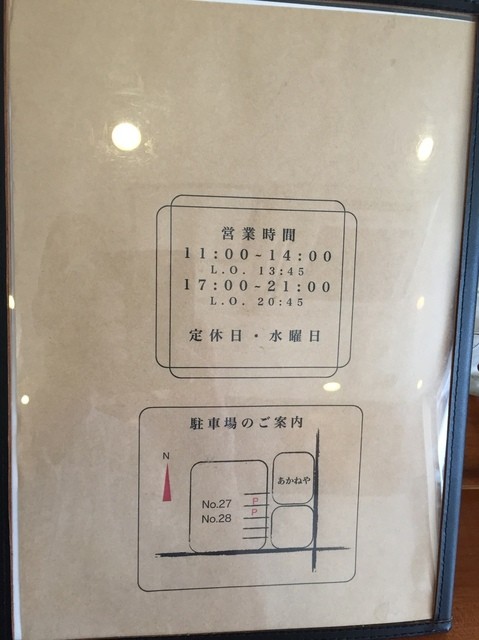 営業時間
11:00~14:00
L.O. 13:45
17:00~21:00
L.O. 20:45
定休日・水曜日
駐車場のご案内
N
あかねや
No.27 P
No.28 P